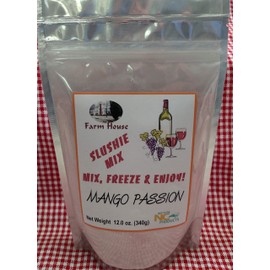 Farm House
SLUSHIE
MIX
MIX, FREEZE & ENJOY!
MANGO PASSION
Net Weight 12.0 oz. (340g)